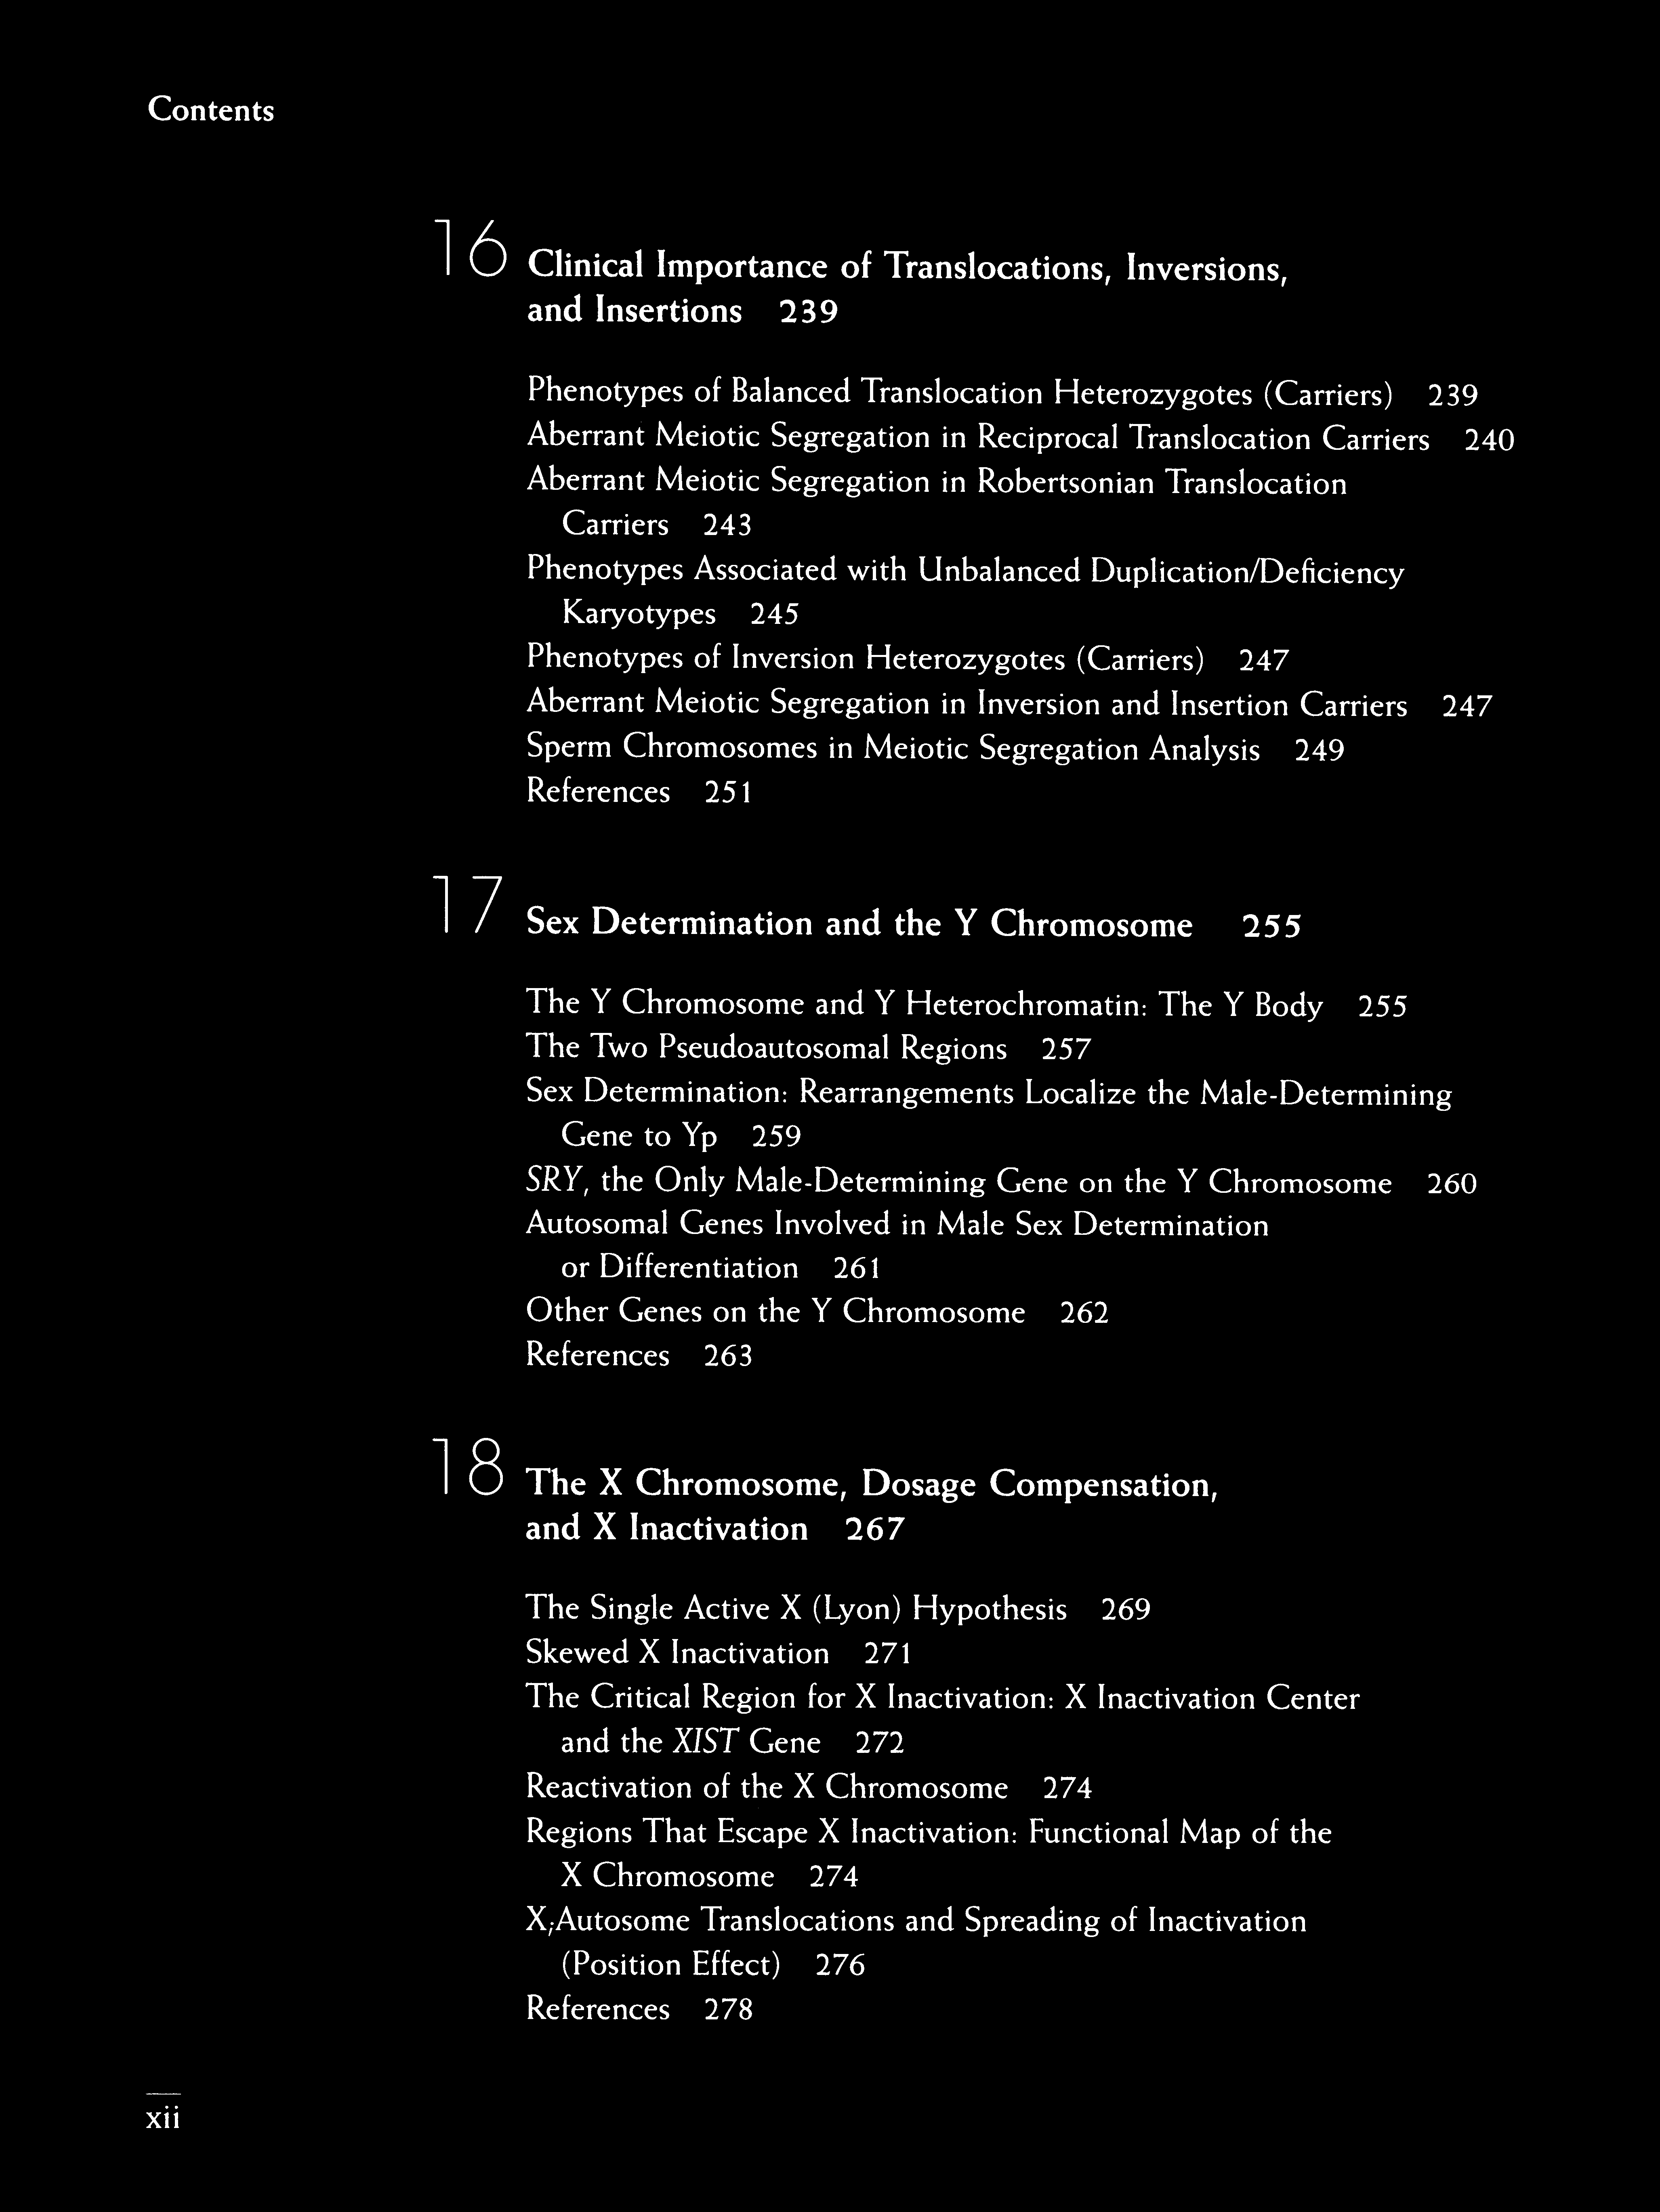 Contents
16 Clinical Importance of Translocations, Inversions,
and Insertions 239
Phenotypes of Balanced Translocation Heterozygotes (Carriers) 239
Aberrant Meiotic Segregation in Reciprocal Translocation Carriers 240
Aberrant Meiotic Segregation in Robertsonian Translocation
Carriers 243
Phenotypes Associated with Unbalanced Duplication/Deficiency
Karyotypes 245
Phenotypes of Inversion Heterozygotes (Carriers) 247
Aberrant Meiotic Segregation in Inversion and Insertion Carriers 247
Sperm Chromosomes in Meiotic Segregation Analysis 249
References 251
17 Sex Determination and the Y Chromosome 255
The Y Chromosome and Y Heterochromatin: The Y Body 255
The Two Pseudoautosomal Regions 257
Sex Determination: Rearrangements Localize the Male-Determining
Gene to Yp 259
SRY, the Only Male-Determining Gene on the Y Chromosome 260
Autosomal Genes Involved in Male Sex Determination
or Differentiation 261
Other Genes on the Y Chromosome 262
References 263
18 The X Chromosome, Dosage Compensation,
and X Inactivation 267
The Single Active X (Lyon) Hypothesis 269
Skewed X Inactivation 271
The Critical Region for X Inactivation: X Inactivation Center
and the XIST Gene 272
Reactivation of the X Chromosome 274
Regions That Escape X Inactivation: Functional Map of the
X Chromosome 274
X;Autosome Translocations and Spreading of Inactivation
(Position Effect) 276
References 278
xii